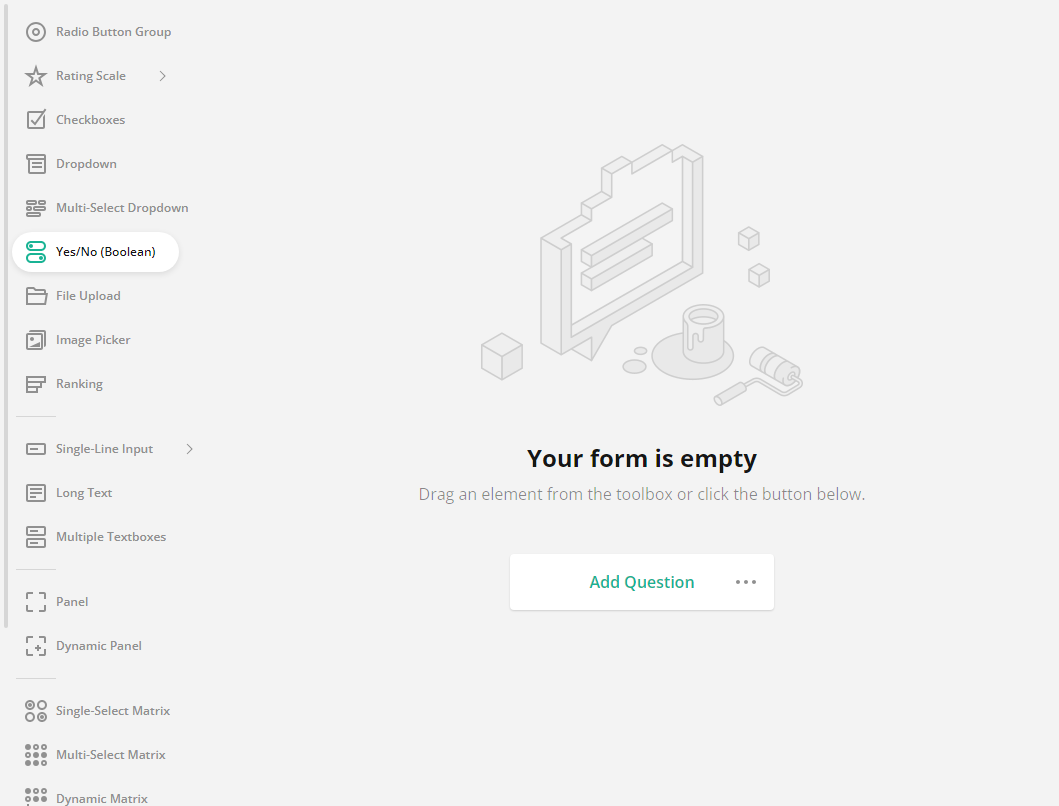 Radio Button Group
Rating Scale
Checkboxes
Dropdown
Multi-Select Dropdown
Yes/No (Boolean)
File Upload
Image Picker
Ranking
Single-Line Input
Long Text
Multiple Textboxes
Panel
Dynamic Panel
Single-Select Matrix
Multi-Select Matrix
Dynamic Matrix
Your form is empty
Drag an element from the toolbox or click the button below.
Add Question